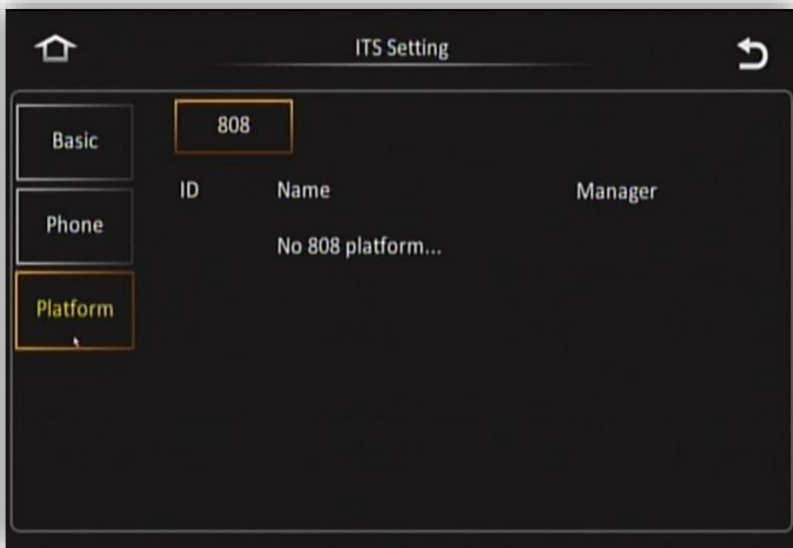 ITS Setting
Basic
808
ID Name Manager
Phone
No 808 platform...
Platform